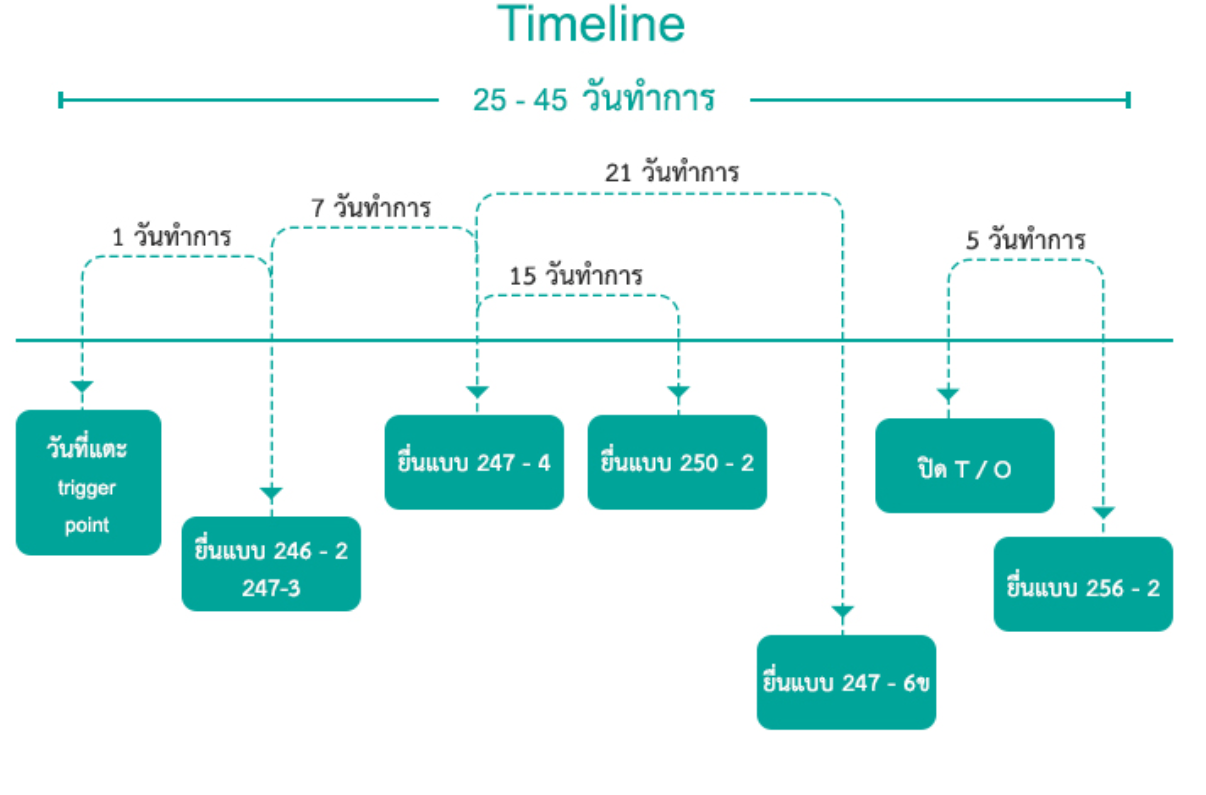 Timeline
25 - 45 วันทำการ
21 วันทำการ
7 วันทำการ
1 วันทำการ
5 วันทำการ
15 วันทำการ
วันที่แตะ
trigger
point
ยื่นแบบ 246 - 2
247-3
ยื่นแบบ 247 - 4
ยื่นแบบ 250 - 2
ยื่นแบบ 247 - 6ข
ปิด T / O
ยื่นแบบ 256 - 2